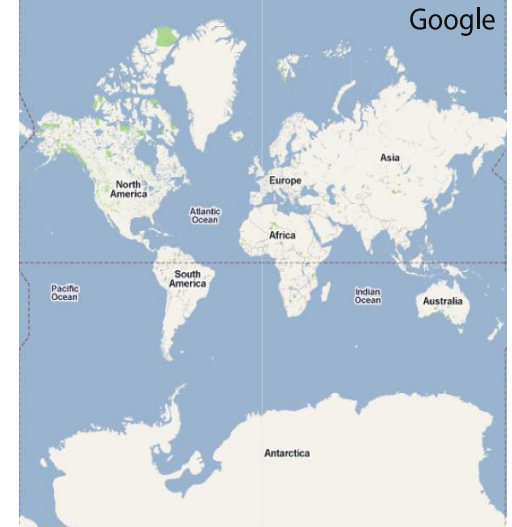 Google
Asia
Europe
North
America
Atlantic
Ocean
Africa
South
America
Pacific
Ocean
Indian
Ocean
Australia
Antarctica